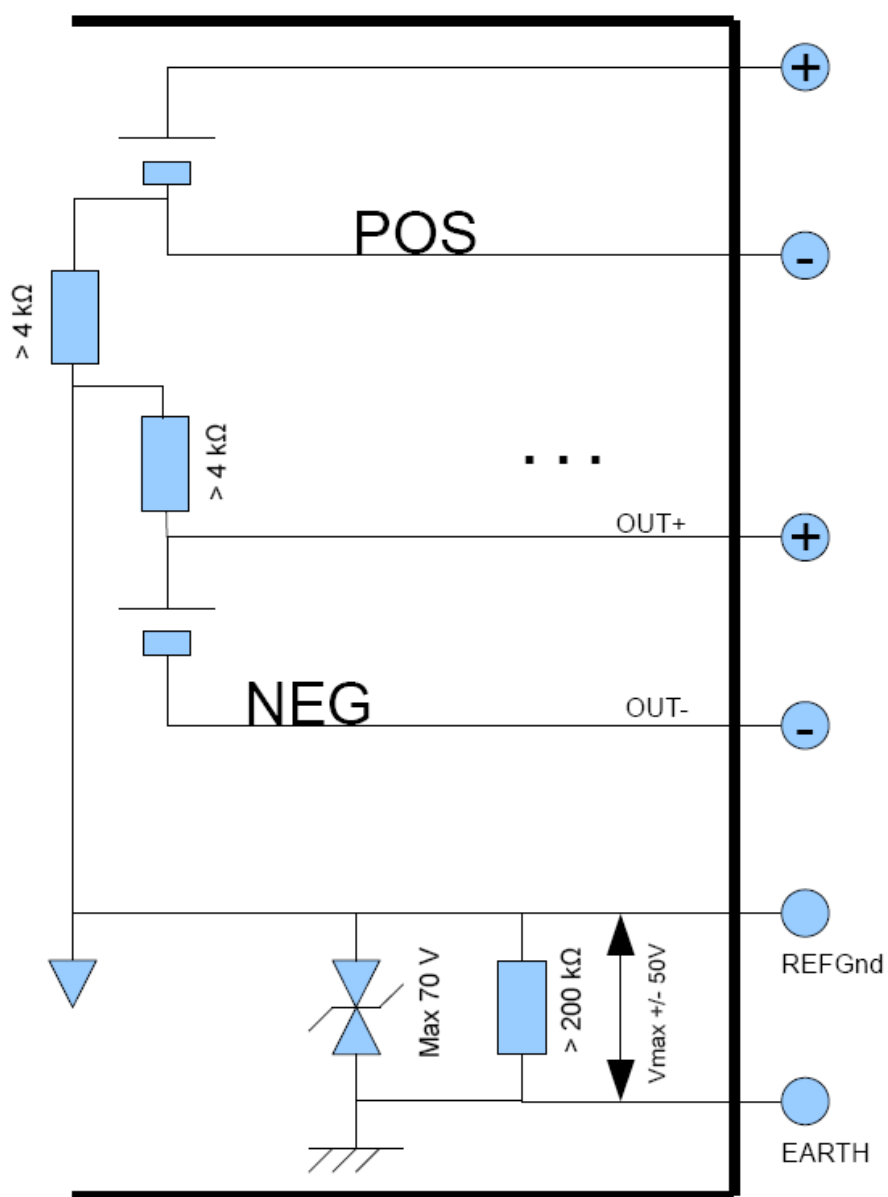 +
POS
-
> 4 kΩ
> 4 kΩ
. . .
OUT+
+
NEG
OUT-
-
Max 70 V
> 200 kΩ
Vmax +/- 50V
REFGnd
EARTH